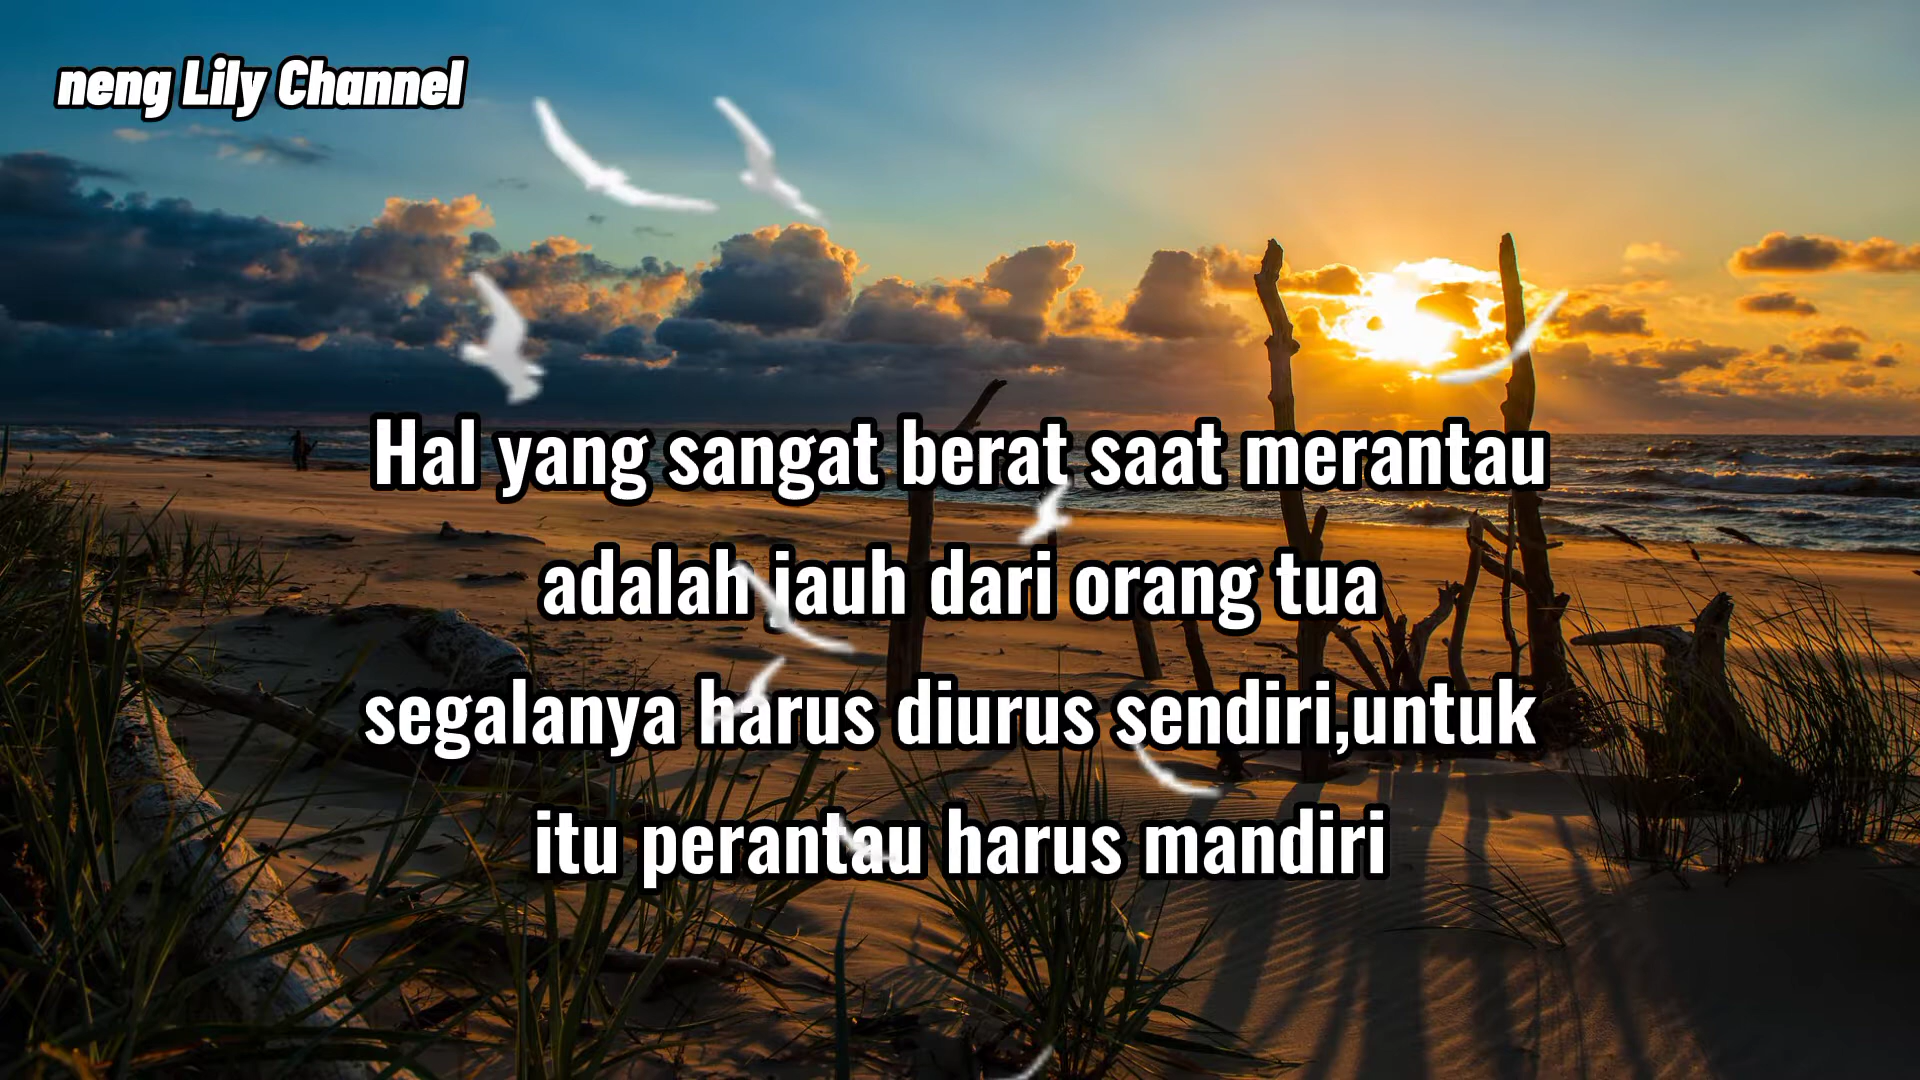 neng Lily Channel
Hal yang sangat berat saat merantau
adalah jauh dari orang tua
segalanya harus diurus sendiri,untuk
itu perantau harus mandiri